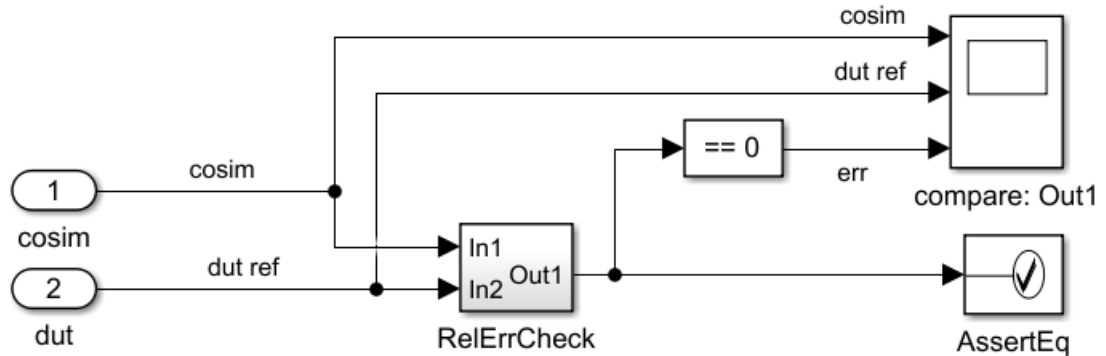 cosim
dut ref
== 0
err
compare: Out1
cosim
1
cosim
dut ref
2
dut
In1
In2
Out1
RelErrCheck
AssertEq